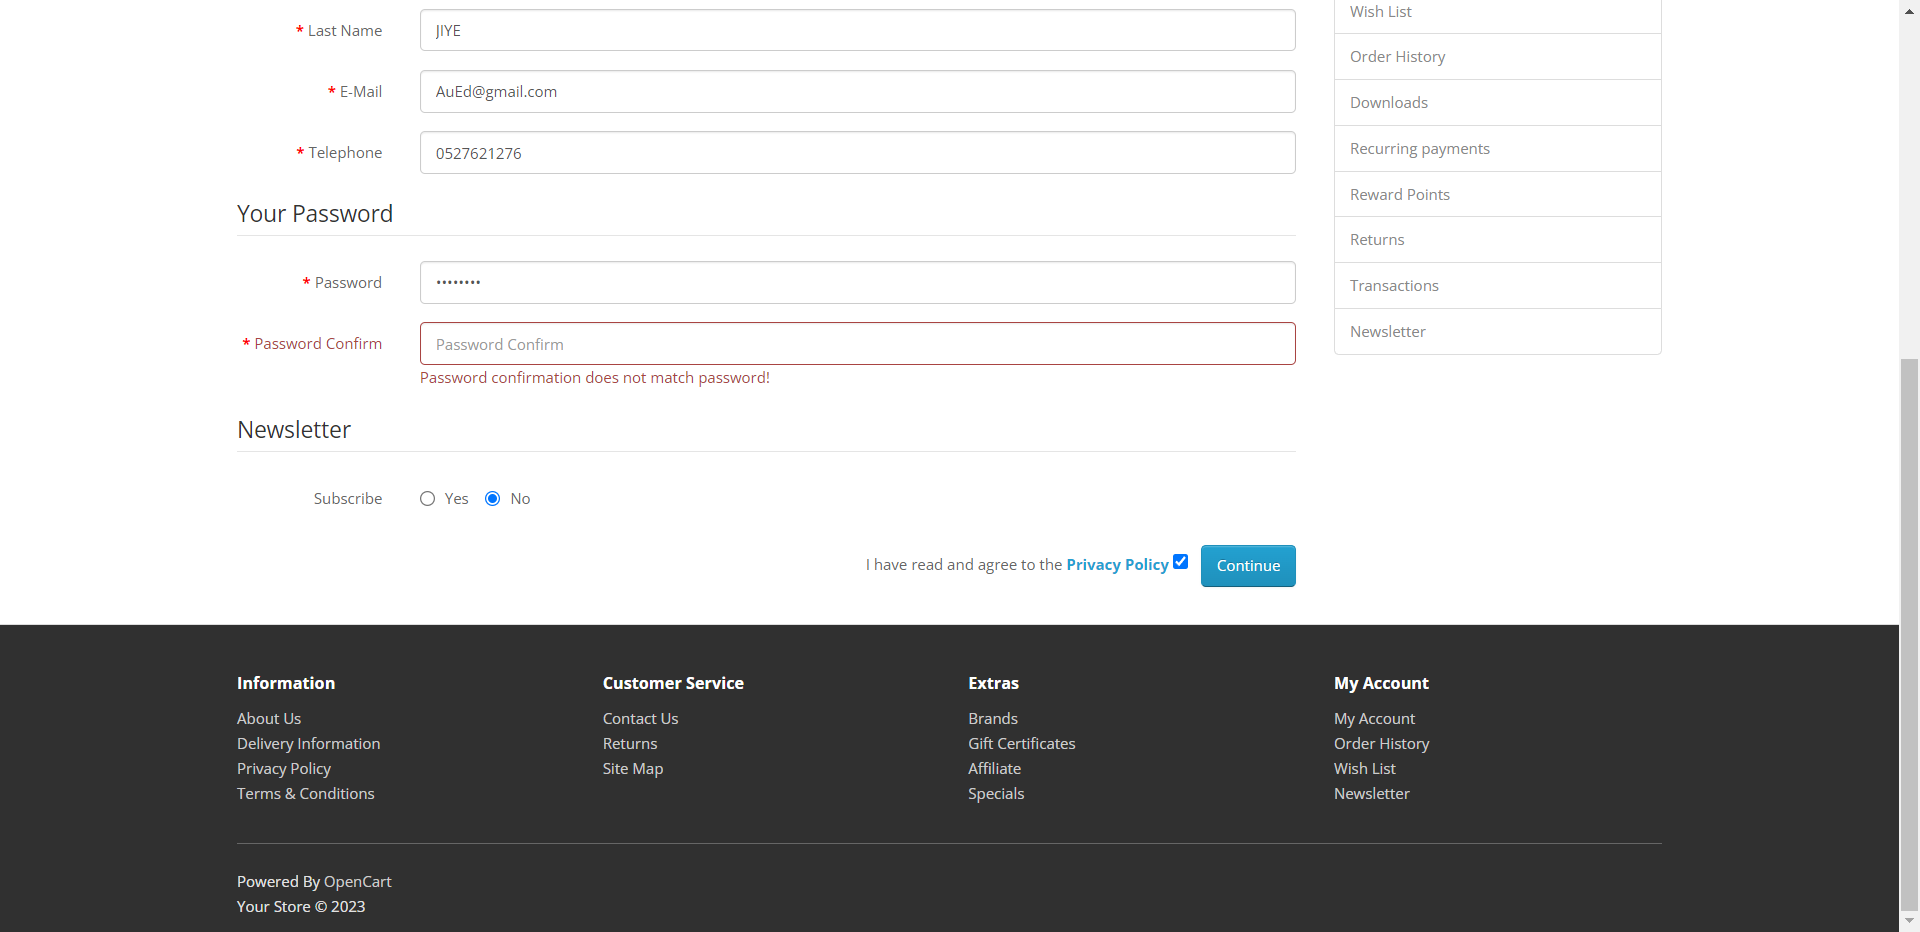 * Last Name
JIYE
* E-Mail
AuEd@gmail.com
* Telephone
0527621276
Your Password
* Password
••••••••
* Password Confirm
Password Confirm
Password confirmation does not match password!
Newsletter
Subscribe
Yes
No
I have read and agree to the Privacy Policy
Continue
Wish List
Order History
Downloads
Recurring payments
Reward Points
Returns
Transactions
Newsletter
Information
About Us
Delivery Information
Privacy Policy
Terms & Conditions
Customer Service
Contact Us
Returns
Site Map
Extras
Brands
Gift Certificates
Affiliate
Specials
My Account
My Account
Order History
Wish List
Newsletter
Powered By OpenCart
Your Store © 2023